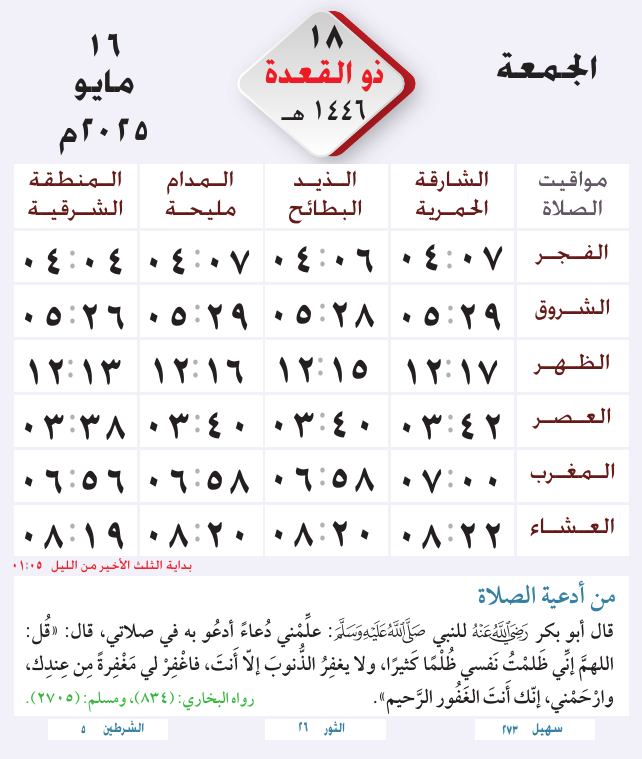 الجمعة
١٨
ذو القعدة
١٤٤٦ هـ
١٦
مايو
٢٠٢٥م
مواقيت الصلاة | الشارقة الحمرية | الذيد البطائح | المدام مليحة | المنطقة الشرقية
الفجر ٠٤:٠٧ ٠٤:٠٦ ٠٤:٠٧ ٠٤:٠٤
الشروق ٠٥:٢٩ ٠٥:٢٨ ٠٥:٢٩ ٠٥:٢٦
الظهر ١٢:١٧ ١٢:١٥ ١٢:١٦ ١٢:١٣
العصر ٠٣:٤٢ ٠٣:٤٠ ٠٣:٤٠ ٠٣:٣٨
المغرب ٠٧:٠٠ ٠٦:٥٨ ٠٦:٥٨ ٠٦:٥٦
العشاء ٠٨:٢٢ ٠٨:٢٠ ٠٨:٢٠ ٠٨:١٩
بداية الثلث الأخير من الليل ٠١:٠٥
من أدعية الصلاة
قال أبو بكر رَضِيَ اللَّهُ عَنْهُ للنبي صَلَّى اللَّهُ عَلَيْهِ وَسَلَّمَ: علِّمْني دُعاءً أدعُو به في صلاتي، قال: «قُل:
اللهمَّ إنِّي ظَلمْتُ نَفسي ظُلْمًا كثيرًا، ولا يغفِرُ الذُّنوبَ إلّا أَنتَ، فاغْفِرْ لي مَغْفِرةً مِن عِندِك،
وارْحَمْني، إنّك أَنتَ الغَفُور الرَّحيم». رواه البخاري: (٨٣٤)، ومسلم: (٢٧٠٥).
سهيل ٢٧٣
الثور ٢٦
الشرطين ٥